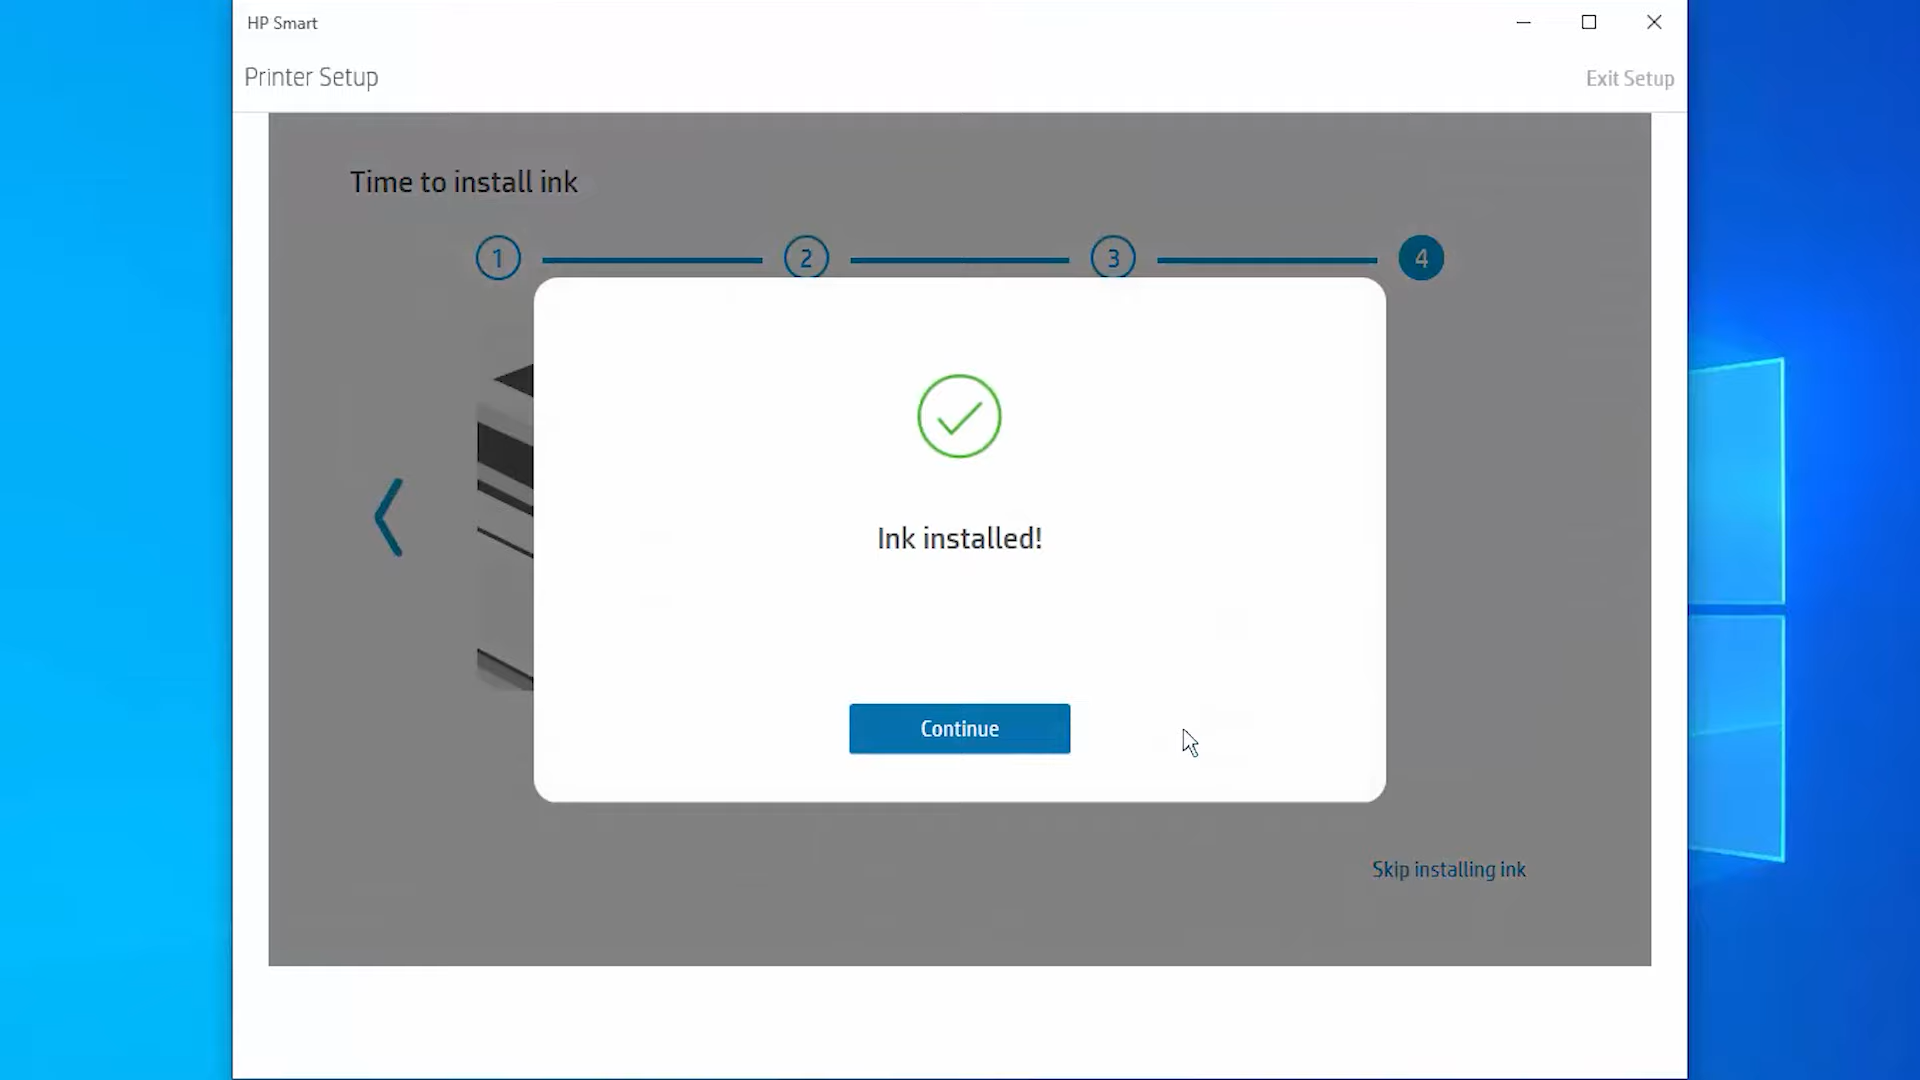 HP Smart
Printer Setup
Exit Setup
Time to install ink
1
2
3
4
Ink installed!
Continue
Skip installing ink